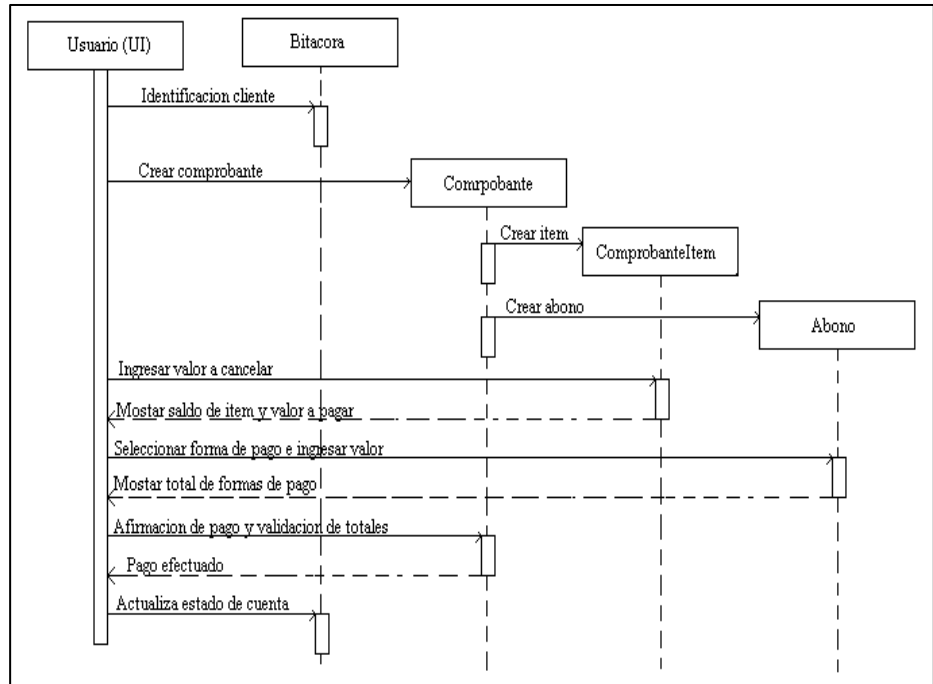 Usuario (UI)
Bitacora
Identificacion cliente
Crear comprobante
Comrpobante
Crear item
ComprobanteItem
Crear abono
Abono
Ingresar valor a cancelar
Mostar saldo de item y valor a pagar
Seleccionar forma de pago e ingresar valor
Mostar total de formas de pago
Afirmacion de pago y validacion de totales
Pago efectuado
Actualiza estado de cuenta